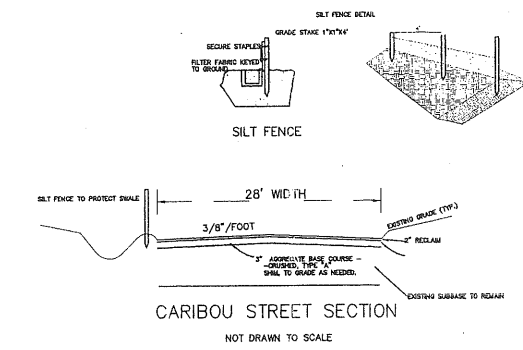 SILT FENCE DETAIL
GRADE STAKE 1"X1"X4'
4'
SECURE STAPLES
FILTER FABRIC KEYED
TO GROUND
SILT FENCE
28' WIDTH
SILT FENCE TO PROTECT SWALE
EXISTING GRADE (TYP.)
3/8"/FOOT
2" RECLAIM
3" AGGREGATE BASE COURSE -
-CRUSHED, TYPE "A"
SHIM TO GRADE AS NEEDED.
EXISTING SUBBASE TO REMAIN
CARIBOU STREET SECTION
NOT DRAWN TO SCALE